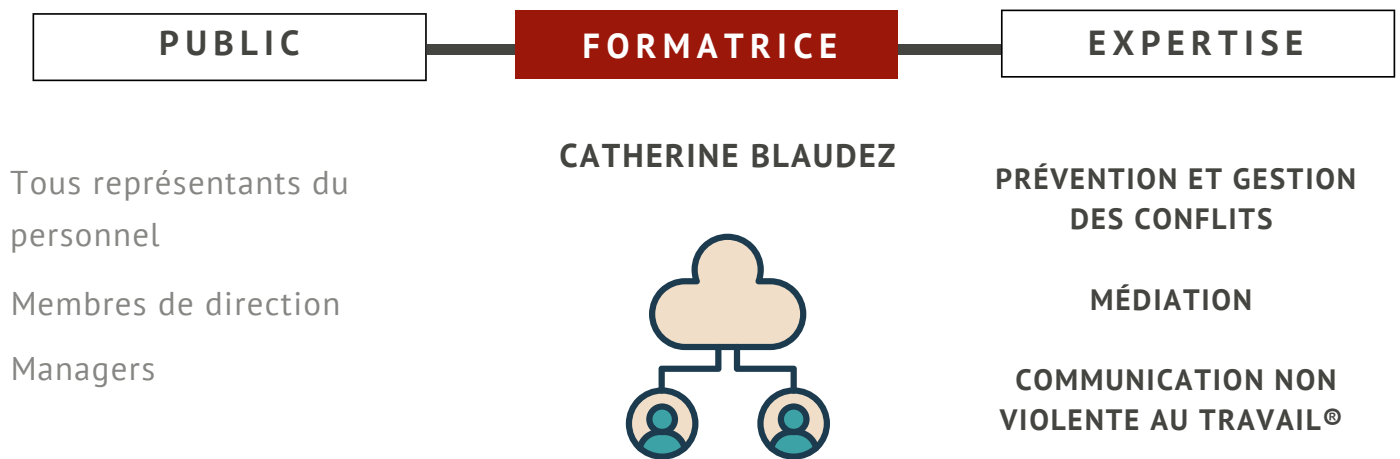 PUBLIC
FORMATRICE
EXPERTISE
Tous représentants du
personnel
Membres de direction
Managers
CATHERINE BLAUDEZ
PRÉVENTION ET GESTION
DES CONFLITS
MÉDIATION
COMMUNICATION NON
VIOLENTE AU TRAVAIL®